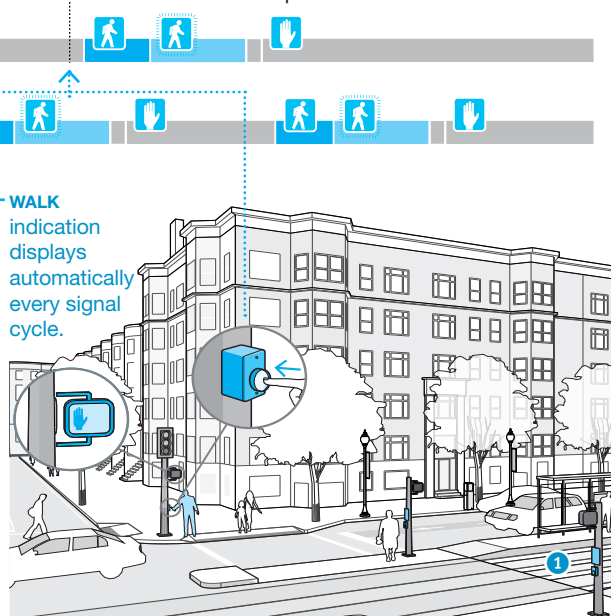 WALK
indication
displays
automatically
every signal
cycle.
1